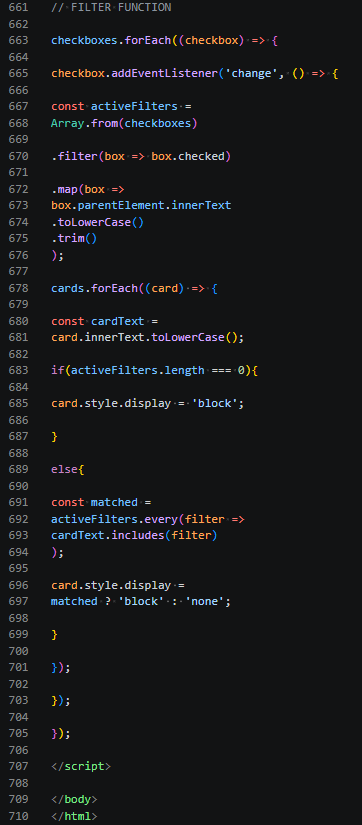 661 // FILTER FUNCTION
662
663 checkboxes.forEach((checkbox) => {
664
665 checkbox.addEventListener('change', () => {
666
667 const activeFilters =
668 Array.from(checkboxes)
669
670 .filter(box => box.checked)
671
672 .map(box =>
673 box.parentElement.innerText
674 .toLowerCase()
675 .trim()
676 );
677
678 cards.forEach((card) => {
679
680 const cardText =
681 card.innerText.toLowerCase();
682
683 if(activeFilters.length === 0){
684
685 card.style.display = 'block';
686
687 }
688
689 else{
690
691 const matched =
692 activeFilters.every(filter =>
693 cardText.includes(filter)
694 );
695
696 card.style.display =
697 matched ? 'block' : 'none';
698
699 }
700
701 });
702
703 });
704
705 });
706
707 </script>
708
709 </body>
710 </html>